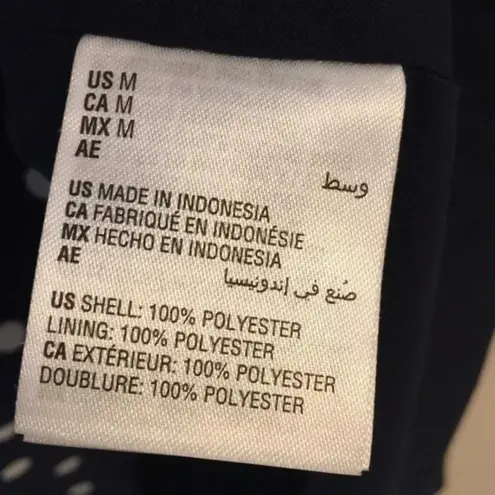 US M
CA M
MX M
AE
وسط
US MADE IN INDONESIA
CA FABRIQUÉ EN INDONÉSIE
MX HECHO EN INDONESIA
AE
صُنع في إندونيسيا
US SHELL: 100% POLYESTER
LINING: 100% POLYESTER
CA EXTÉRIEUR: 100% POLYESTER
DOUBLURE: 100% POLYESTER